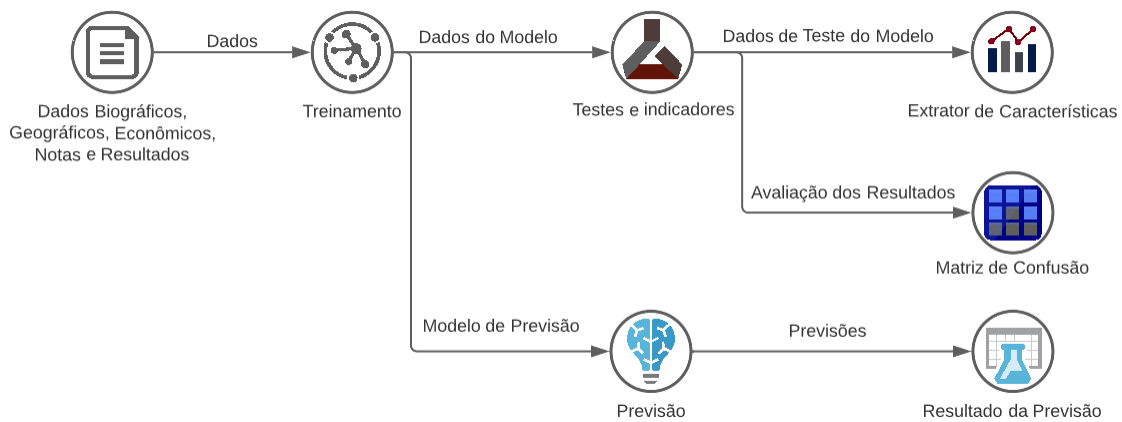 Dados
Dados do Modelo
Dados de Teste do Modelo
Dados Biográficos,
Geográficos, Econômicos,
Notas e Resultados
Treinamento
Testes e indicadores
Extrator de Características
Avaliação dos Resultados
Matriz de Confusão
Modelo de Previsão
Previsões
Previsão
Resultado da Previsão